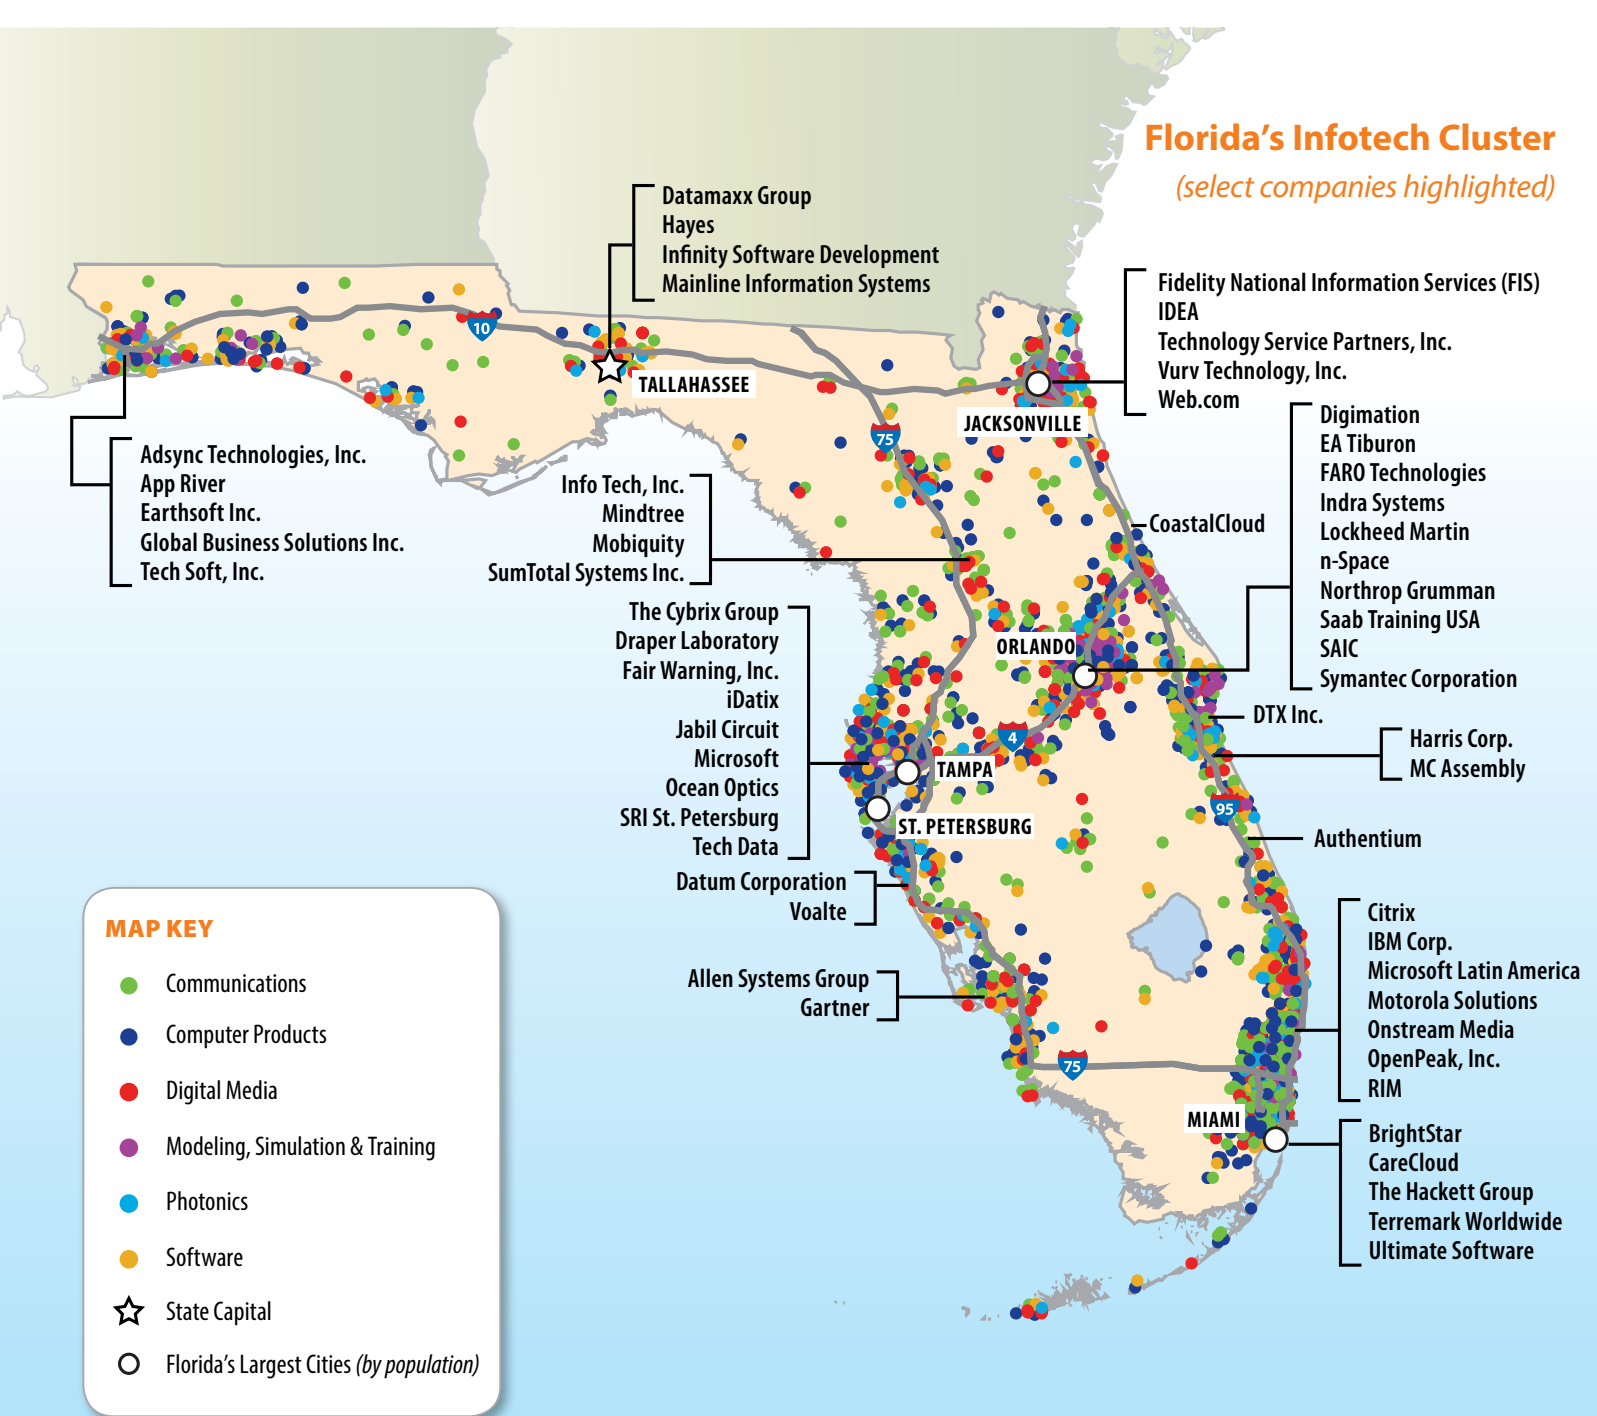 Florida's Infotech Cluster
(select companies highlighted)
Datamaxx Group
Hayes
Infinity Software Development
Mainline Information Systems
Fidelity National Information Services (FIS)
IDEA
Technology Service Partners, Inc.
Vurv Technology, Inc.
Web.com
10
TALLAHASSEE
JACKSONVILLE
75
Adsync Technologies, Inc.
App River
Earthsoft Inc.
Global Business Solutions Inc.
Tech Soft, Inc.
Info Tech, Inc.
Mindtree
Mobiquity
SumTotal Systems Inc.
CoastalCloud
Digimation
EA Tiburon
FARO Technologies
Indra Systems
Lockheed Martin
n-Space
Northrop Grumman
Saab Training USA
SAIC
Symantec Corporation
The Cybrix Group
Draper Laboratory
Fair Warning, Inc.
iDatix
Jabil Circuit
Microsoft
Ocean Optics
SRI St. Petersburg
Tech Data
ORLANDO
DTX Inc.
4
Harris Corp.
MC Assembly
TAMPA
95
ST. PETERSBURG
Authentium
Datum Corporation
Voalte
Allen Systems Group
Gartner
Citrix
IBM Corp.
Microsoft Latin America
Motorola Solutions
Onstream Media
OpenPeak, Inc.
RIM
75
MIAMI
BrightStar
CareCloud
The Hackett Group
Terremark Worldwide
Ultimate Software
MAP KEY
Communications
Computer Products
Digital Media
Modeling, Simulation & Training
Photonics
Software
State Capital
Florida's Largest Cities (by population)